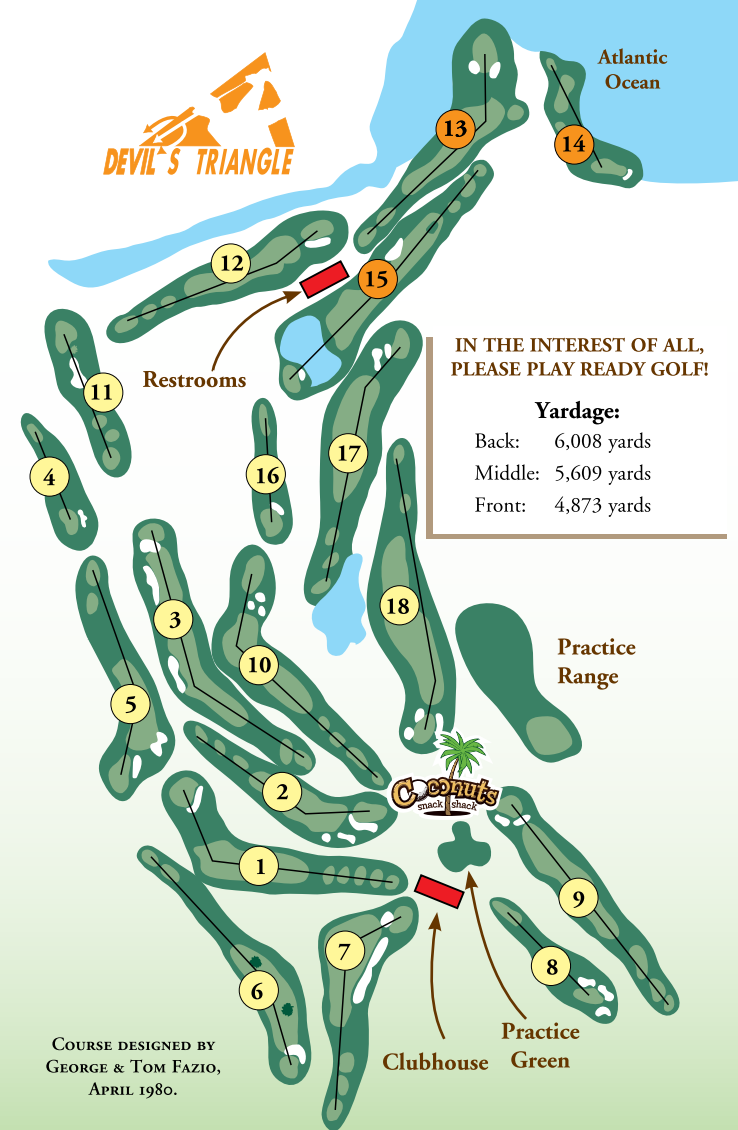 Atlantic
Ocean
DEVIL'S TRIANGLE
13
14
12
15
Restrooms
IN THE INTEREST OF ALL,
PLEASE PLAY READY GOLF!
Yardage:
Back: 6,008 yards
Middle: 5,609 yards
Front: 4,873 yards
11
4
16
17
18
3
10
5
Practice
Range
2
Coconuts
snack shack
1
9
7
8
6
Course designed by
George & Tom Fazio,
April 1980.
Clubhouse
Practice
Green